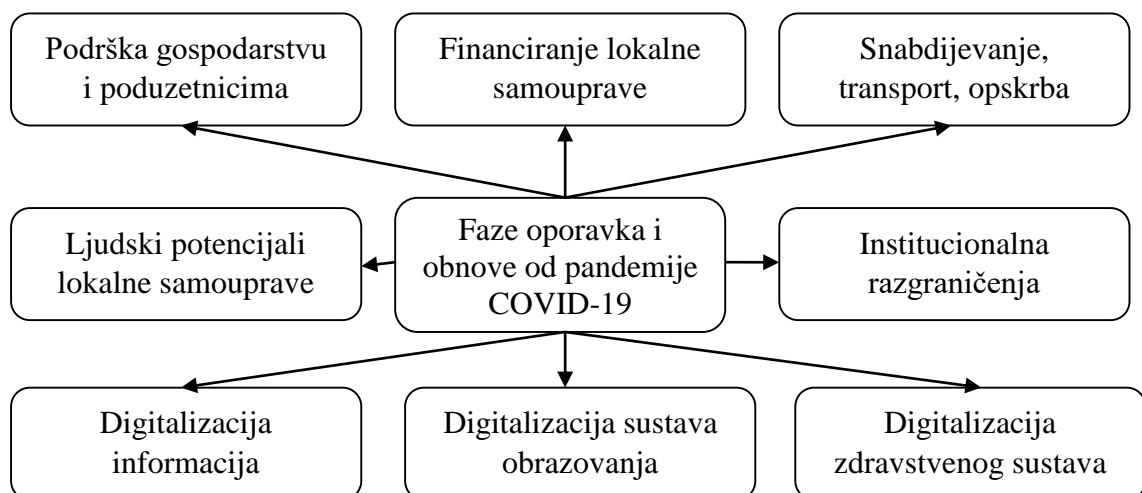 Podrška gospodarstvu
i poduzetnicima
Financiranje lokalne
samouprave
Snabdijevanje,
transport, opskrba
Ljudski potencijali
lokalne samouprave
Faze oporavka i
obnove od pandemije
COVID-19
Institucionalna
razgraničenja
Digitalizacija
informacija
Digitalizacija sustava
obrazovanja
Digitalizacija
zdravstvenog sustava